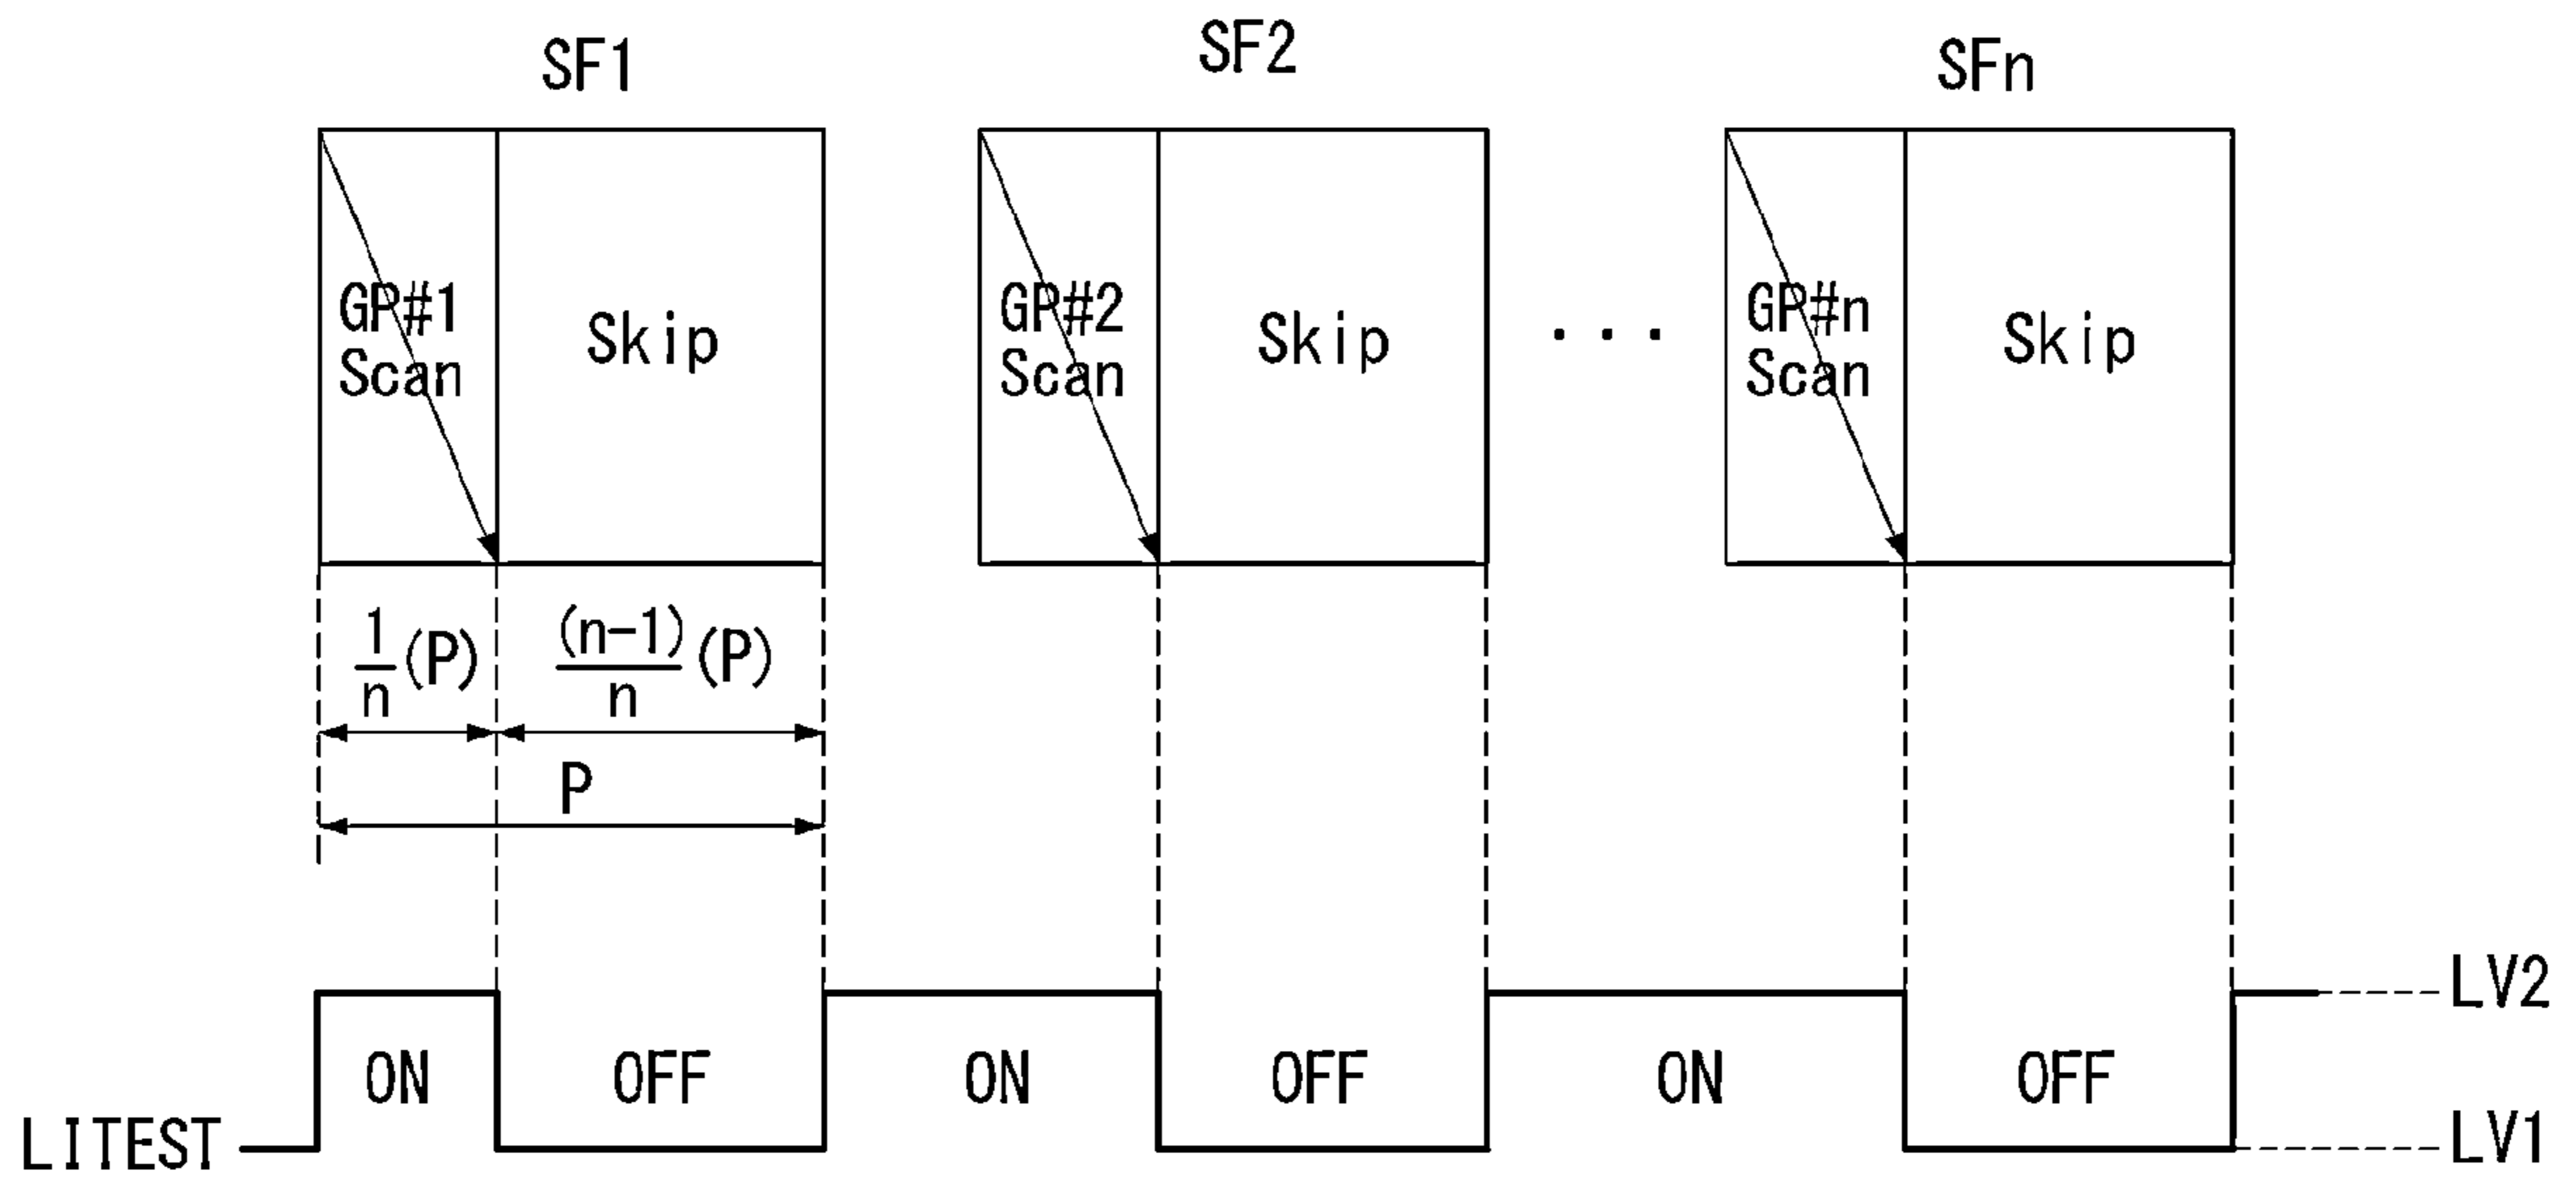 SF1
SF2
SFn
GP#1
Scan
Skip
GP#2
Scan
Skip
...
GP#n
Scan
Skip
1/n (P)
(n-1)/n (P)
P
LV2
ON
OFF
ON
OFF
ON
OFF
LITEST
LV1